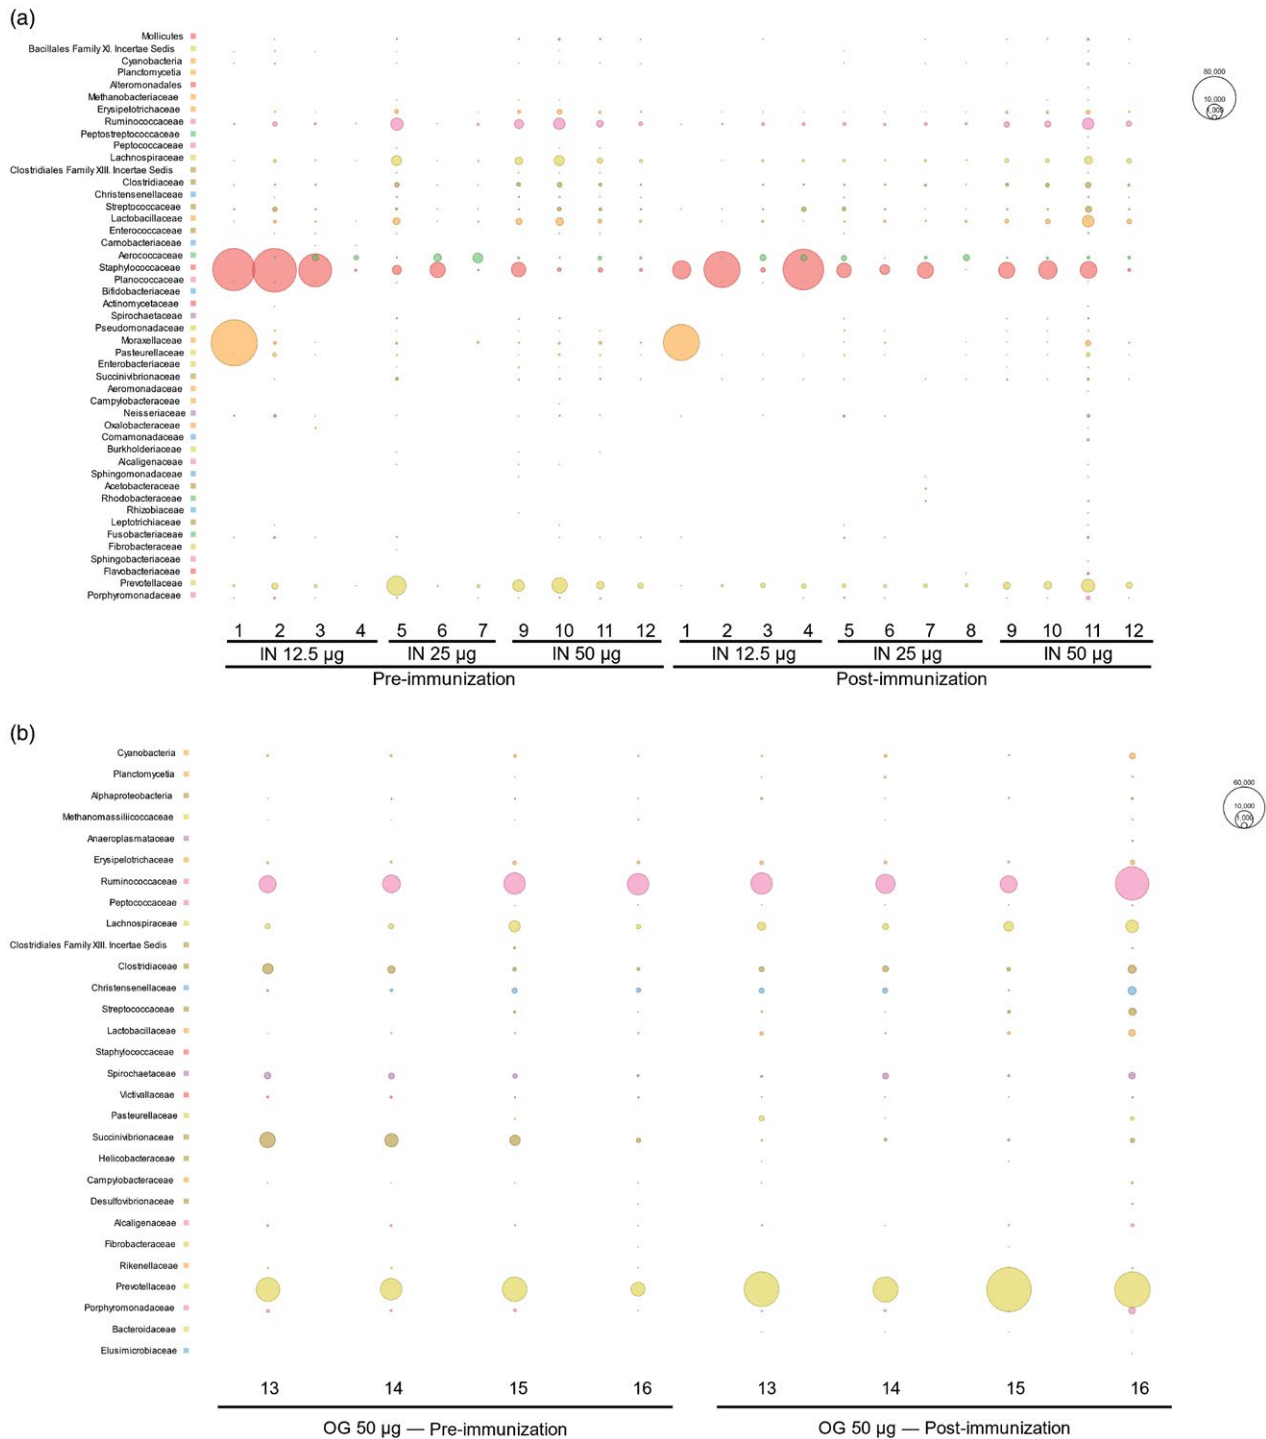 (a)
Mollicutes
Bacillales Family XI. Incertae Sedis
Cyanobacteria
Planctomycetia
Alteromonadales
Methanobacteriaceae
Erysipelotrichaceae
Ruminococcaceae
Peptostreptococcaceae
Peptococcaceae
Lachnospiraceae
Clostridiales Family XIII. Incertae Sedis
Clostridiaceae
Christensenellaceae
Streptococcaceae
Lactobacillaceae
Enterococcaceae
Carnobacteriaceae
Aerococcaceae
Staphylococcaceae
Planococcaceae
Bifidobacteriaceae
Actinomycetaceae
Spirochaetaceae
Pseudomonadaceae
Moraxellaceae
Pasteurellaceae
Enterobacteriaceae
Succinivibrionaceae
Aeromonadaceae
Campylobacteraceae
Neisseriaceae
Oxalobacteraceae
Comamonadaceae
Burkholderiaceae
Alcaligenaceae
Sphingomonadaceae
Acetobacteraceae
Rhodobacteraceae
Rhizobiaceae
Leptotrichiaceae
Fusobacteriaceae
Fibrobacteraceae
Sphingobacteriaceae
Flavobacteriaceae
Prevotellaceae
Porphyromonadaceae
80,000
10,000
1,000
1 2 3 4 5 6 7 9 10 11 12 1 2 3 4 5 6 7 8 9 10 11 12
IN 12.5 µg IN 25 µg IN 50 µg IN 12.5 µg IN 25 µg IN 50 µg
Pre-immunization Post-immunization
(b)
Cyanobacteria
Planctomycetia
Alphaproteobacteria
Methanomassiliicoccaceae
Anaeroplasmataceae
Erysipelotrichaceae
Ruminococcaceae
Peptococcaceae
Lachnospiraceae
Clostridiales Family XIII. Incertae Sedis
Clostridiaceae
Christensenellaceae
Streptococcaceae
Lactobacillaceae
Staphylococcaceae
Spirochaetaceae
Victivallaceae
Pasteurellaceae
Succinivibrionaceae
Helicobacteraceae
Campylobacteraceae
Desulfovibrionaceae
Alcaligenaceae
Fibrobacteraceae
Rikenellaceae
Prevotellaceae
Porphyromonadaceae
Bacteroidaceae
Elusimicrobiaceae
60,000
10,000
1,000
13 14 15 16 13 14 15 16
OG 50 µg — Pre-immunization OG 50 µg — Post-immunization